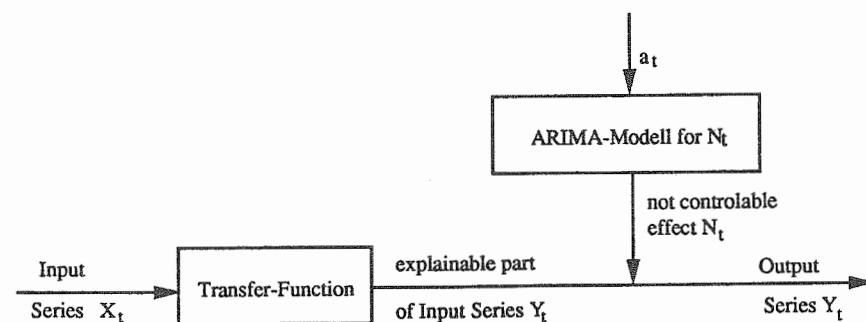 a_t
ARIMA-Modell for N_t
not controlable
effect N_t
Input
Series X_t
Transfer-Function
explainable part
of Input Series Y_t
Output
Series Y_t